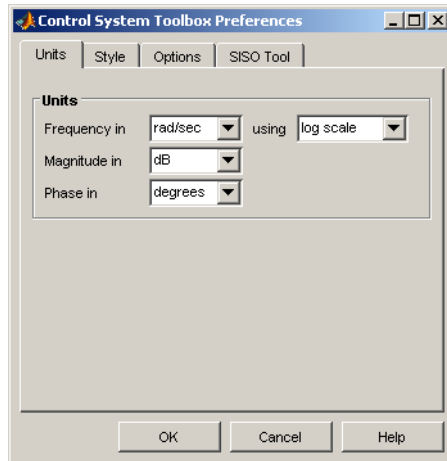 Control System Toolbox Preferences
Units Style Options SISO Tool
Units
Frequency in rad/sec using log scale
Magnitude in dB
Phase in degrees
OK Cancel Help